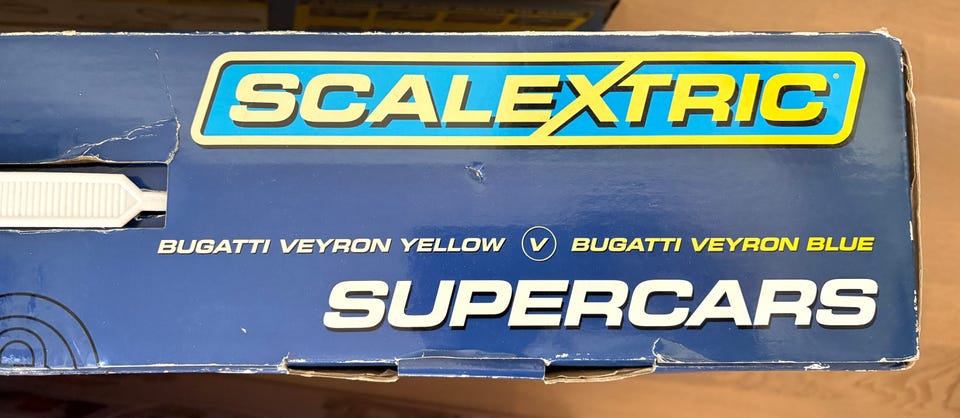 SCALEXTRIC
BUGATTI VEYRON YELLOW V BUGATTI VEYRON BLUE
SUPERCARS